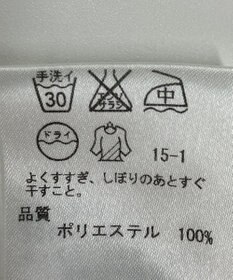 手洗イ
30
エンソ
サラシ
中
ドライ
15-1
よくすすぎ、しぼりのあとすぐ
干すこと。
品質
ポリエステル 100%